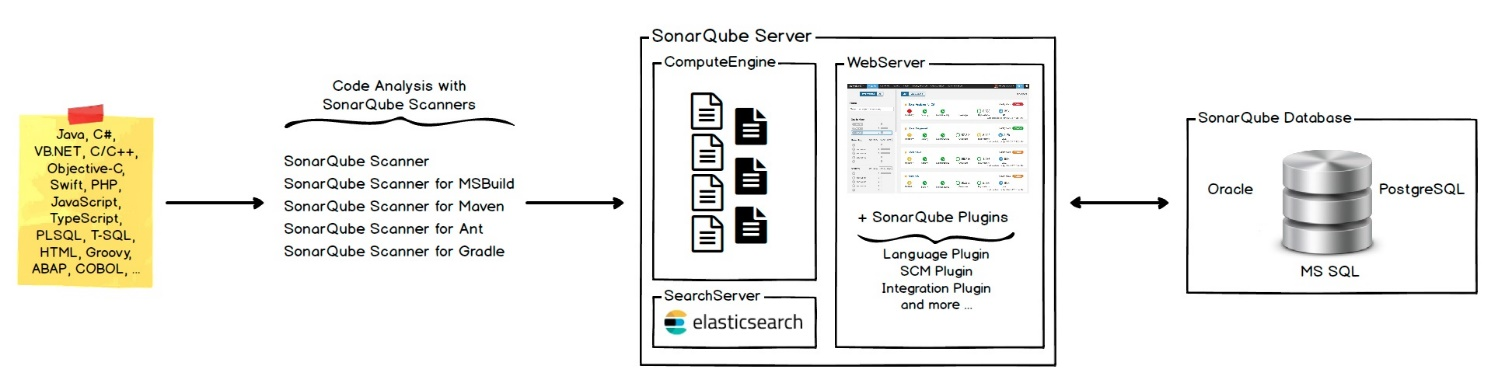 Java, C#,
VB.NET, C/C++,
Objective-C,
Swift, PHP,
JavaScript,
TypeScript,
PLSQL, T-SQL,
HTML, Groovy,
ABAP, COBOL, ...
Code Analysis with
SonarQube Scanners
SonarQube Scanner
SonarQube Scanner for MSBuild
SonarQube Scanner for Maven
SonarQube Scanner for Ant
SonarQube Scanner for Gradle
SonarQube Server
ComputeEngine
SearchServer
elasticsearch
WebServer
+ SonarQube Plugins
Language Plugin
SCM Plugin
Integration Plugin
and more ...
SonarQube Database
Oracle
PostgreSQL
MS SQL